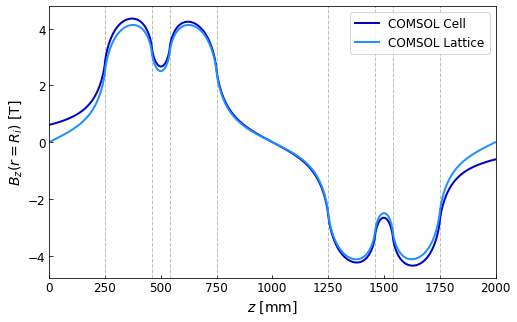 COMSOL Cell
COMSOL Lattice
B_z(r = R_i) [T]
4
2
0
−2
−4
0 250 500 750 1000 1250 1500 1750 2000
z [mm]